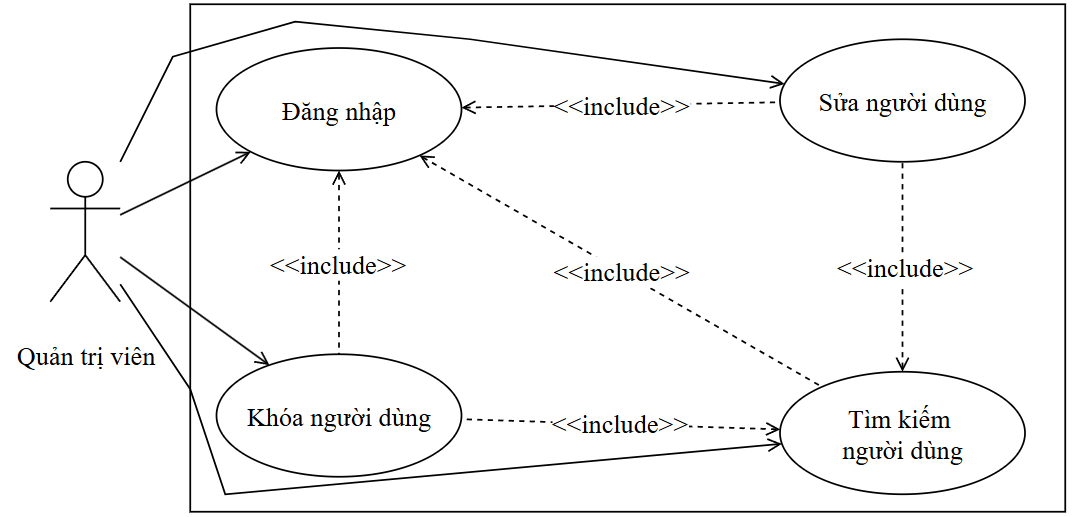 Đăng nhập
<<include>>
Sửa người dùng
<<include>>
<<include>>
<<include>>
Quản trị viên
Khóa người dùng
<<include>>
Tìm kiếm
người dùng